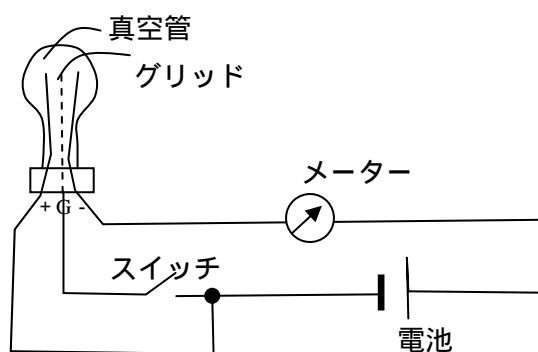 真空管
グリッド
メーター
+ G -
スイッチ
電池